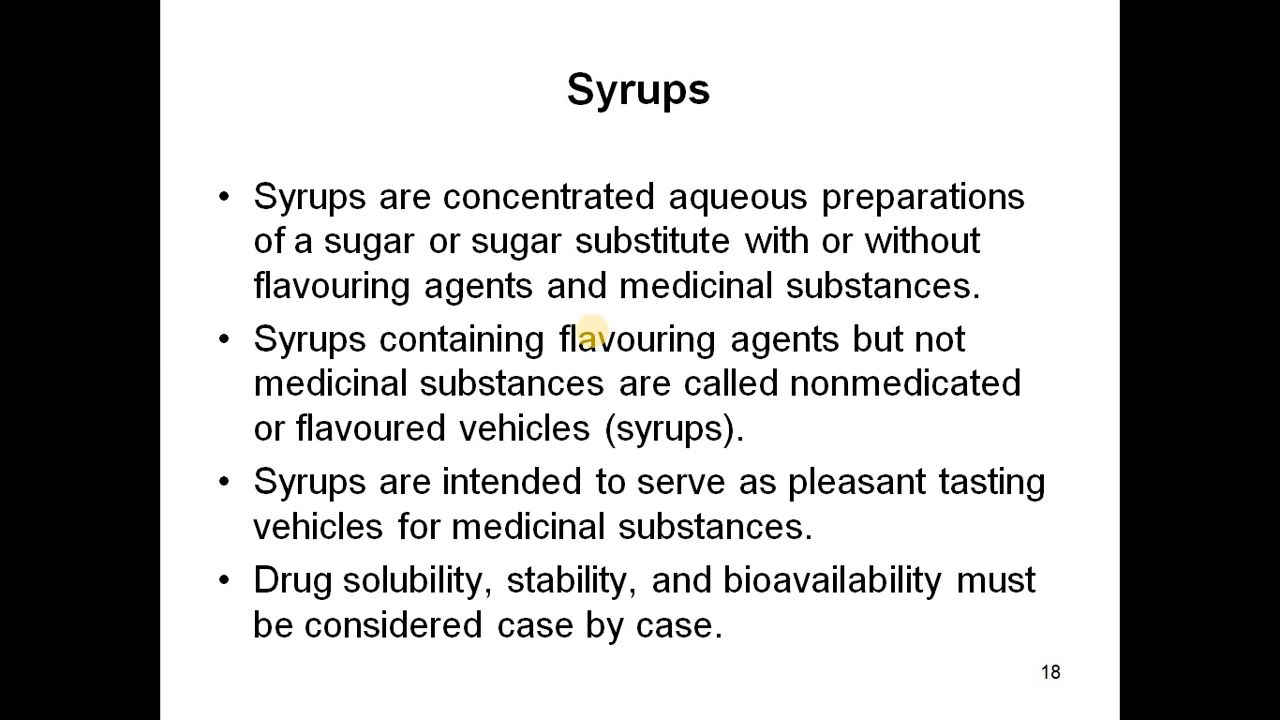 Syrups
• Syrups are concentrated aqueous preparations
of a sugar or sugar substitute with or without
flavouring agents and medicinal substances.
• Syrups containing flavouring agents but not
medicinal substances are called nonmedicated
or flavoured vehicles (syrups).
• Syrups are intended to serve as pleasant tasting
vehicles for medicinal substances.
• Drug solubility, stability, and bioavailability must
be considered case by case.
18